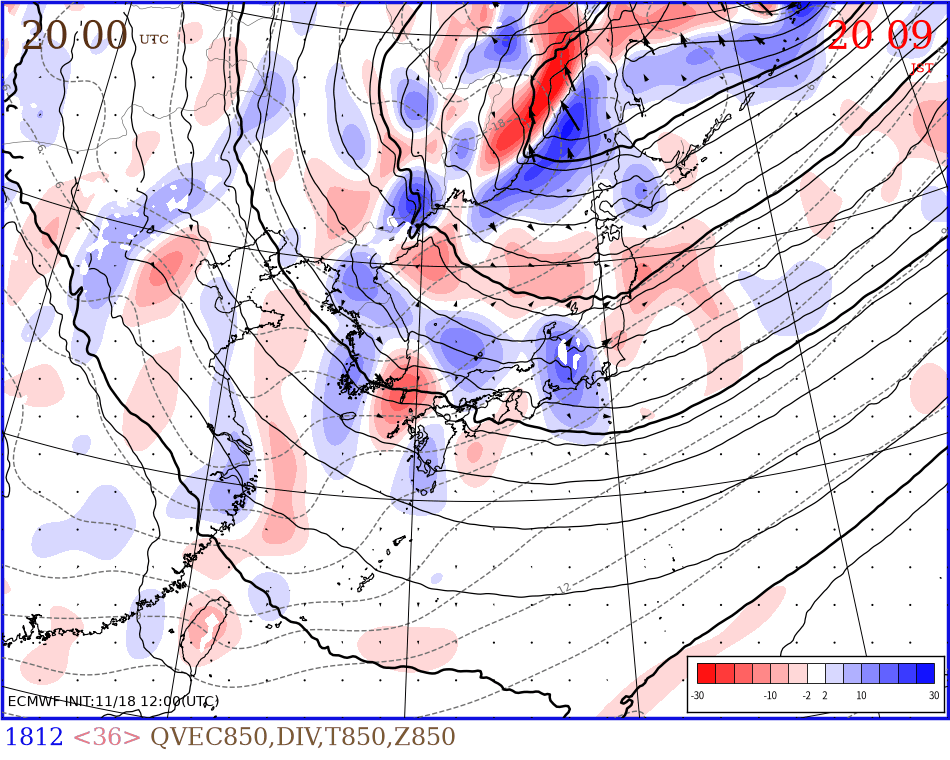 20 00 UTC
20 09
JST
-18
12
-30 -10 -2 2 10 30
ECMWF INIT:11/18 12:00(UTC)
1812 <36> QVEC850,DIV,T850,Z850